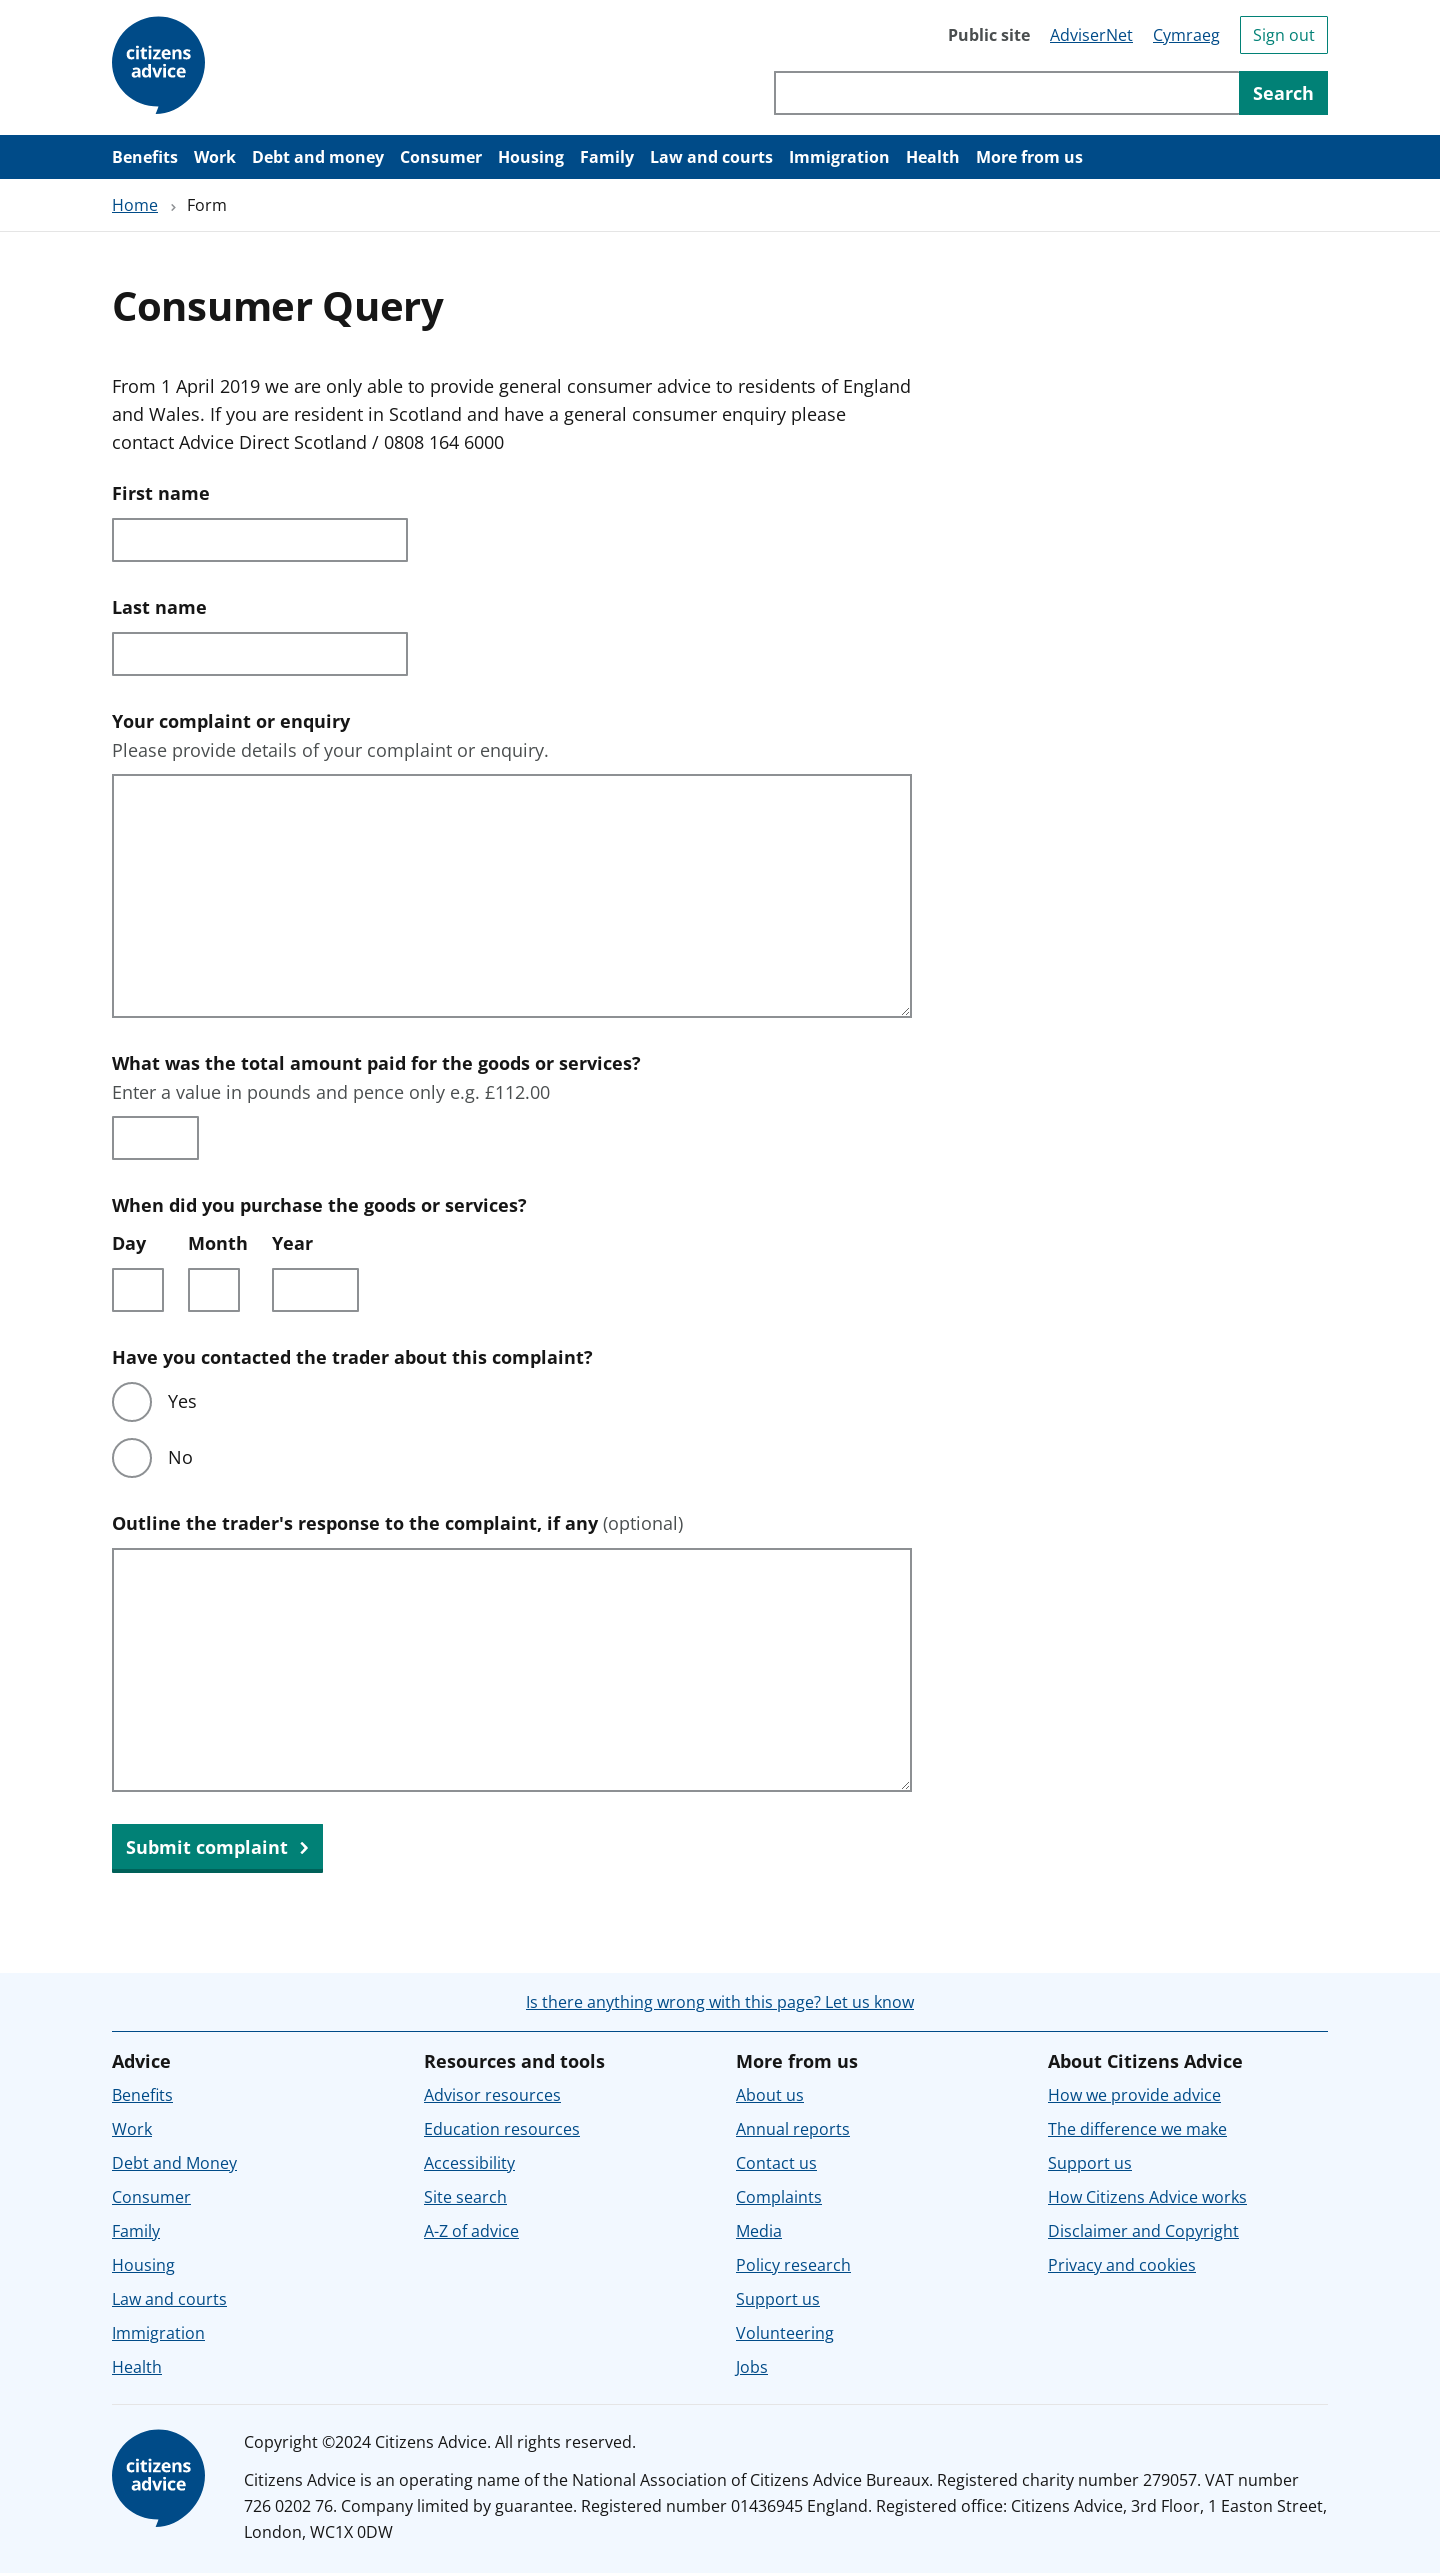 citizens
advice
Public site AdviserNet Cymraeg Sign out
Search
Benefits Work Debt and money Consumer Housing Family Law and courts Immigration Health More from us
Home › Form
Consumer Query
From 1 April 2019 we are only able to provide general consumer advice to residents of England
and Wales. If you are resident in Scotland and have a general consumer enquiry please
contact Advice Direct Scotland / 0808 164 6000
First name
Last name
Your complaint or enquiry
Please provide details of your complaint or enquiry.
What was the total amount paid for the goods or services?
Enter a value in pounds and pence only e.g. £112.00
When did you purchase the goods or services?
Day Month Year
Have you contacted the trader about this complaint?
Yes
No
Outline the trader's response to the complaint, if any (optional)
Submit complaint ›
Is there anything wrong with this page? Let us know
Advice
Benefits
Work
Debt and Money
Consumer
Family
Housing
Law and courts
Immigration
Health
Resources and tools
Advisor resources
Education resources
Accessibility
Site search
A-Z of advice
More from us
About us
Annual reports
Contact us
Complaints
Media
Policy research
Support us
Volunteering
Jobs
About Citizens Advice
How we provide advice
The difference we make
Support us
How Citizens Advice works
Disclaimer and Copyright
Privacy and cookies
citizens
advice
Copyright ©2024 Citizens Advice. All rights reserved.
Citizens Advice is an operating name of the National Association of Citizens Advice Bureaux. Registered charity number 279057. VAT number
726 0202 76. Company limited by guarantee. Registered number 01436945 England. Registered office: Citizens Advice, 3rd Floor, 1 Easton Street,
London, WC1X 0DW